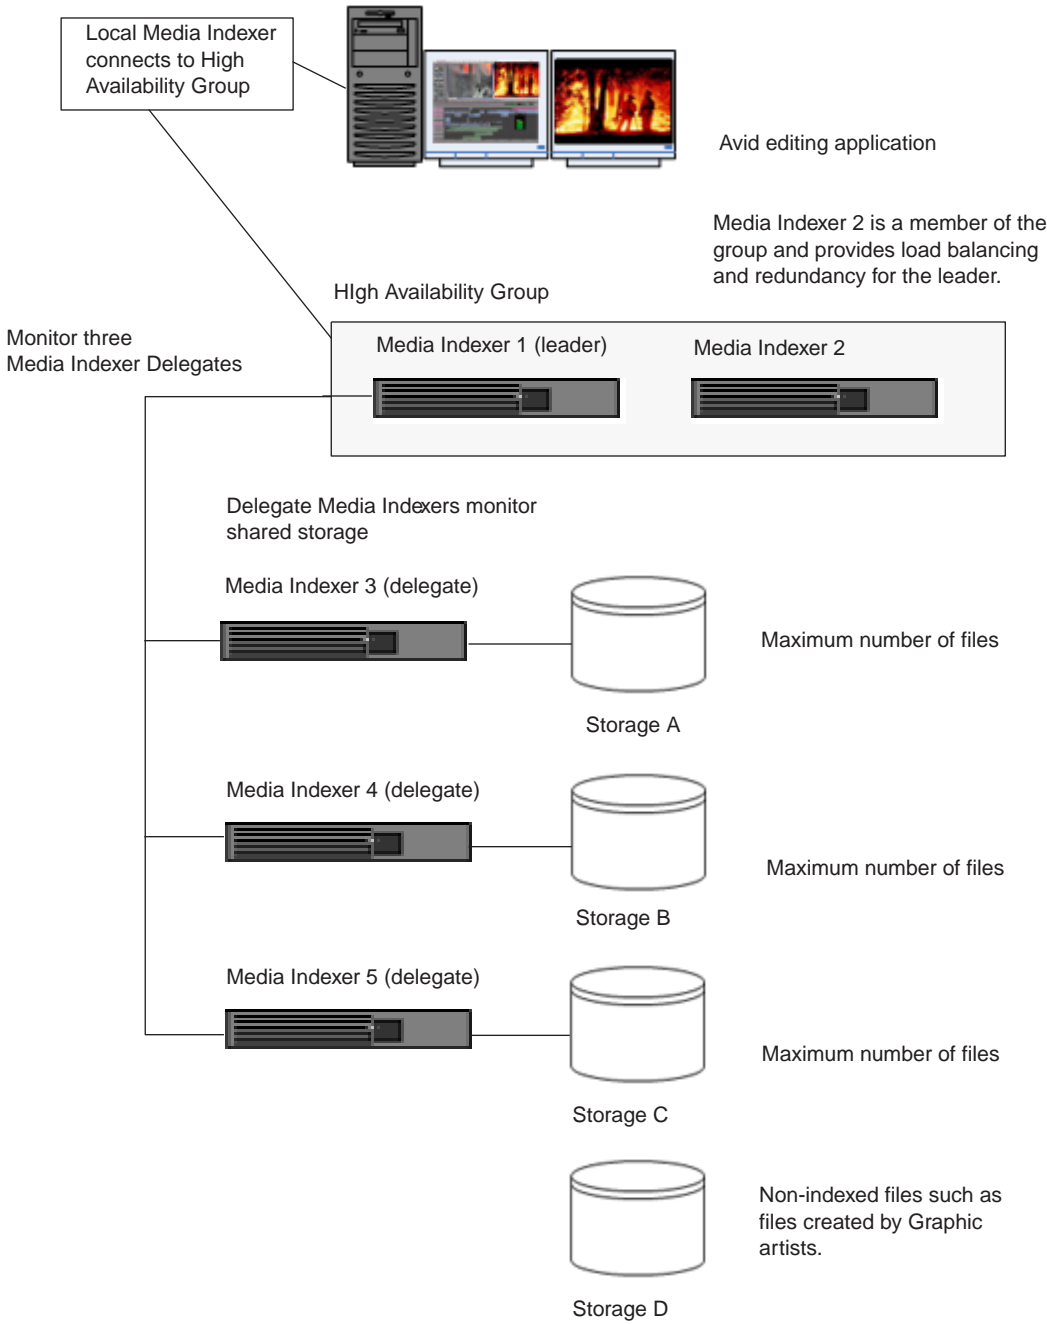 Local Media Indexer
connects to High
Availability Group
Avid editing application
Media Indexer 2 is a member of the
group and provides load balancing
and redundancy for the leader.
HIgh Availability Group
Monitor three
Media Indexer Delegates
Media Indexer 1 (leader)
Media Indexer 2
Delegate Media Indexers monitor
shared storage
Media Indexer 3 (delegate)
Maximum number of files
Storage A
Media Indexer 4 (delegate)
Maximum number of files
Storage B
Media Indexer 5 (delegate)
Maximum number of files
Storage C
Non-indexed files such as
files created by Graphic
artists.
Storage D